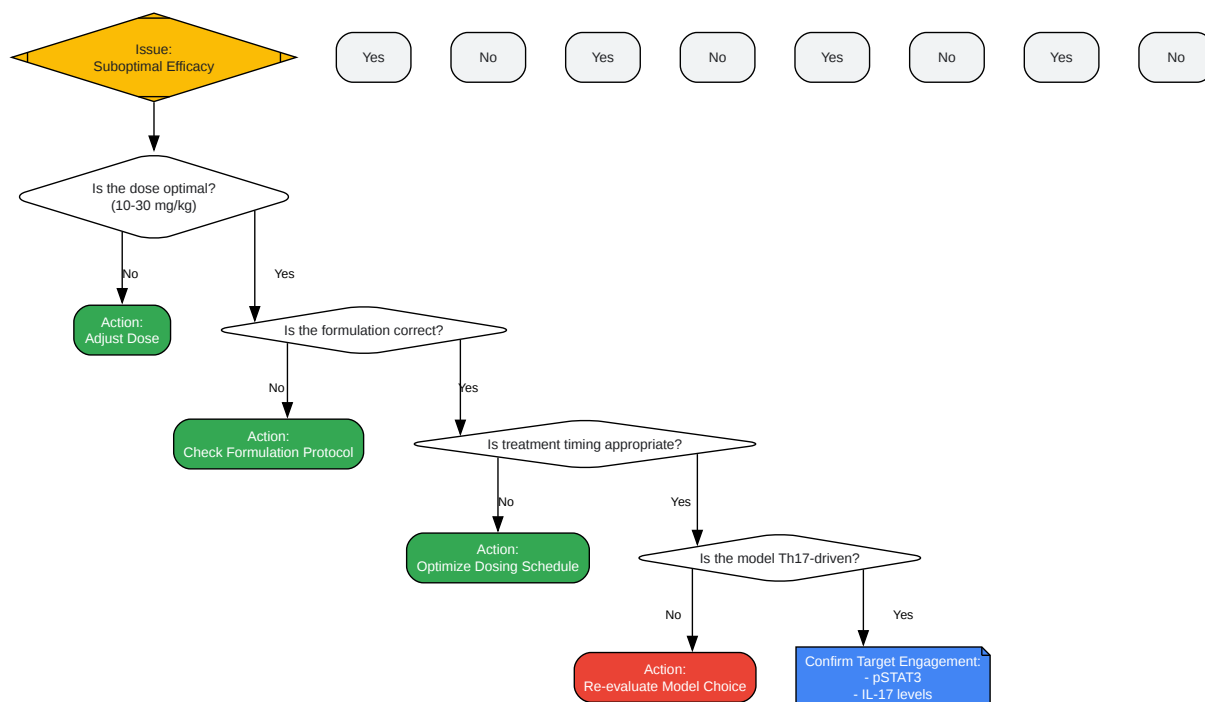 Issue:
Suboptimal Efficacy
Yes
No
Yes
No
Yes
No
Yes
No
Is the dose optimal?
(10-30 mg/kg)
No
Yes
Action:
Adjust Dose
Is the formulation correct?
No
Yes
Action:
Check Formulation Protocol
Is treatment timing appropriate?
No
Yes
Action:
Optimize Dosing Schedule
Is the model Th17-driven?
No
Yes
Action:
Re-evaluate Model Choice
Confirm Target Engagement:
- pSTAT3
- IL-17 levels